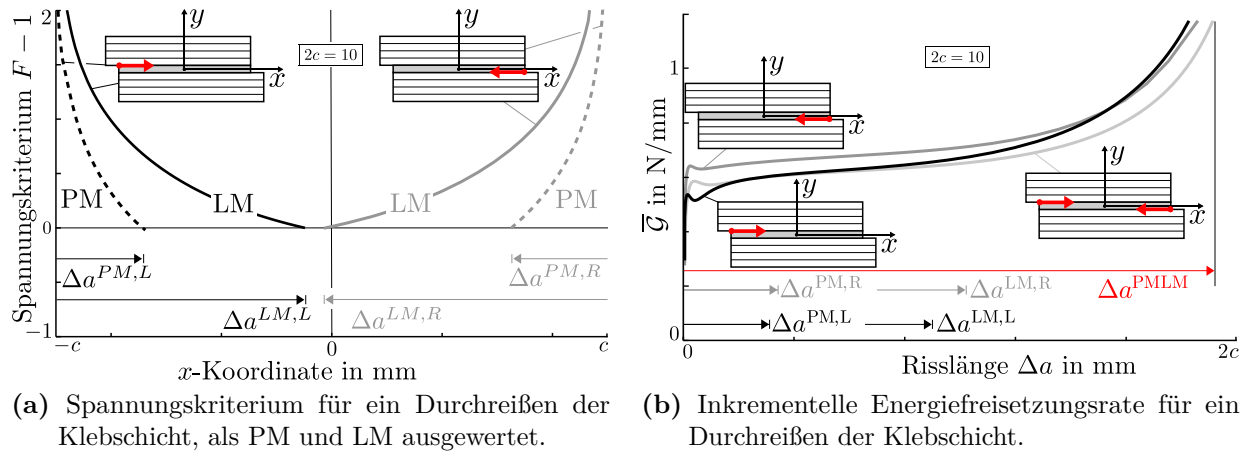 Spannungskriterium F − 1
2
0
−1
−c
0
c
x-Koordinate in mm
2c = 10
y
x
y
x
PM
LM
LM
PM
Δa^{PM,L}
Δa^{PM,R}
Δa^{LM,L}
Δa^{LM,R}
(a) Spannungskriterium für ein Durchreißen der
Klebschicht, als PM und LM ausgewertet.
\overline{𝒢} in N/mm
1
0
0
2c
Risslänge Δa in mm
2c = 10
y
x
y
x
y
x
Δa^{PM,R}
Δa^{LM,R}
Δa^{PMLM}
Δa^{PM,L}
Δa^{LM,L}
(b) Inkrementelle Energiefreisetzungsrate für ein
Durchreißen der Klebschicht.